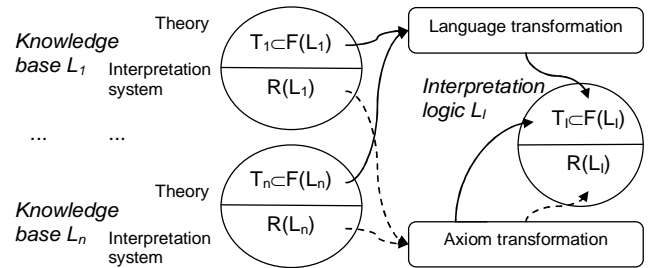 Theory
Knowledge
base L1
Interpretation
system
T1⊂F(L1)
R(L1)
Language transformation
Interpretation
logic LI
TI⊂F(LI)
R(LI)
... ...
Theory
Knowledge
base Ln
Interpretation
system
Tn⊂F(Ln)
R(Ln)
Axiom transformation